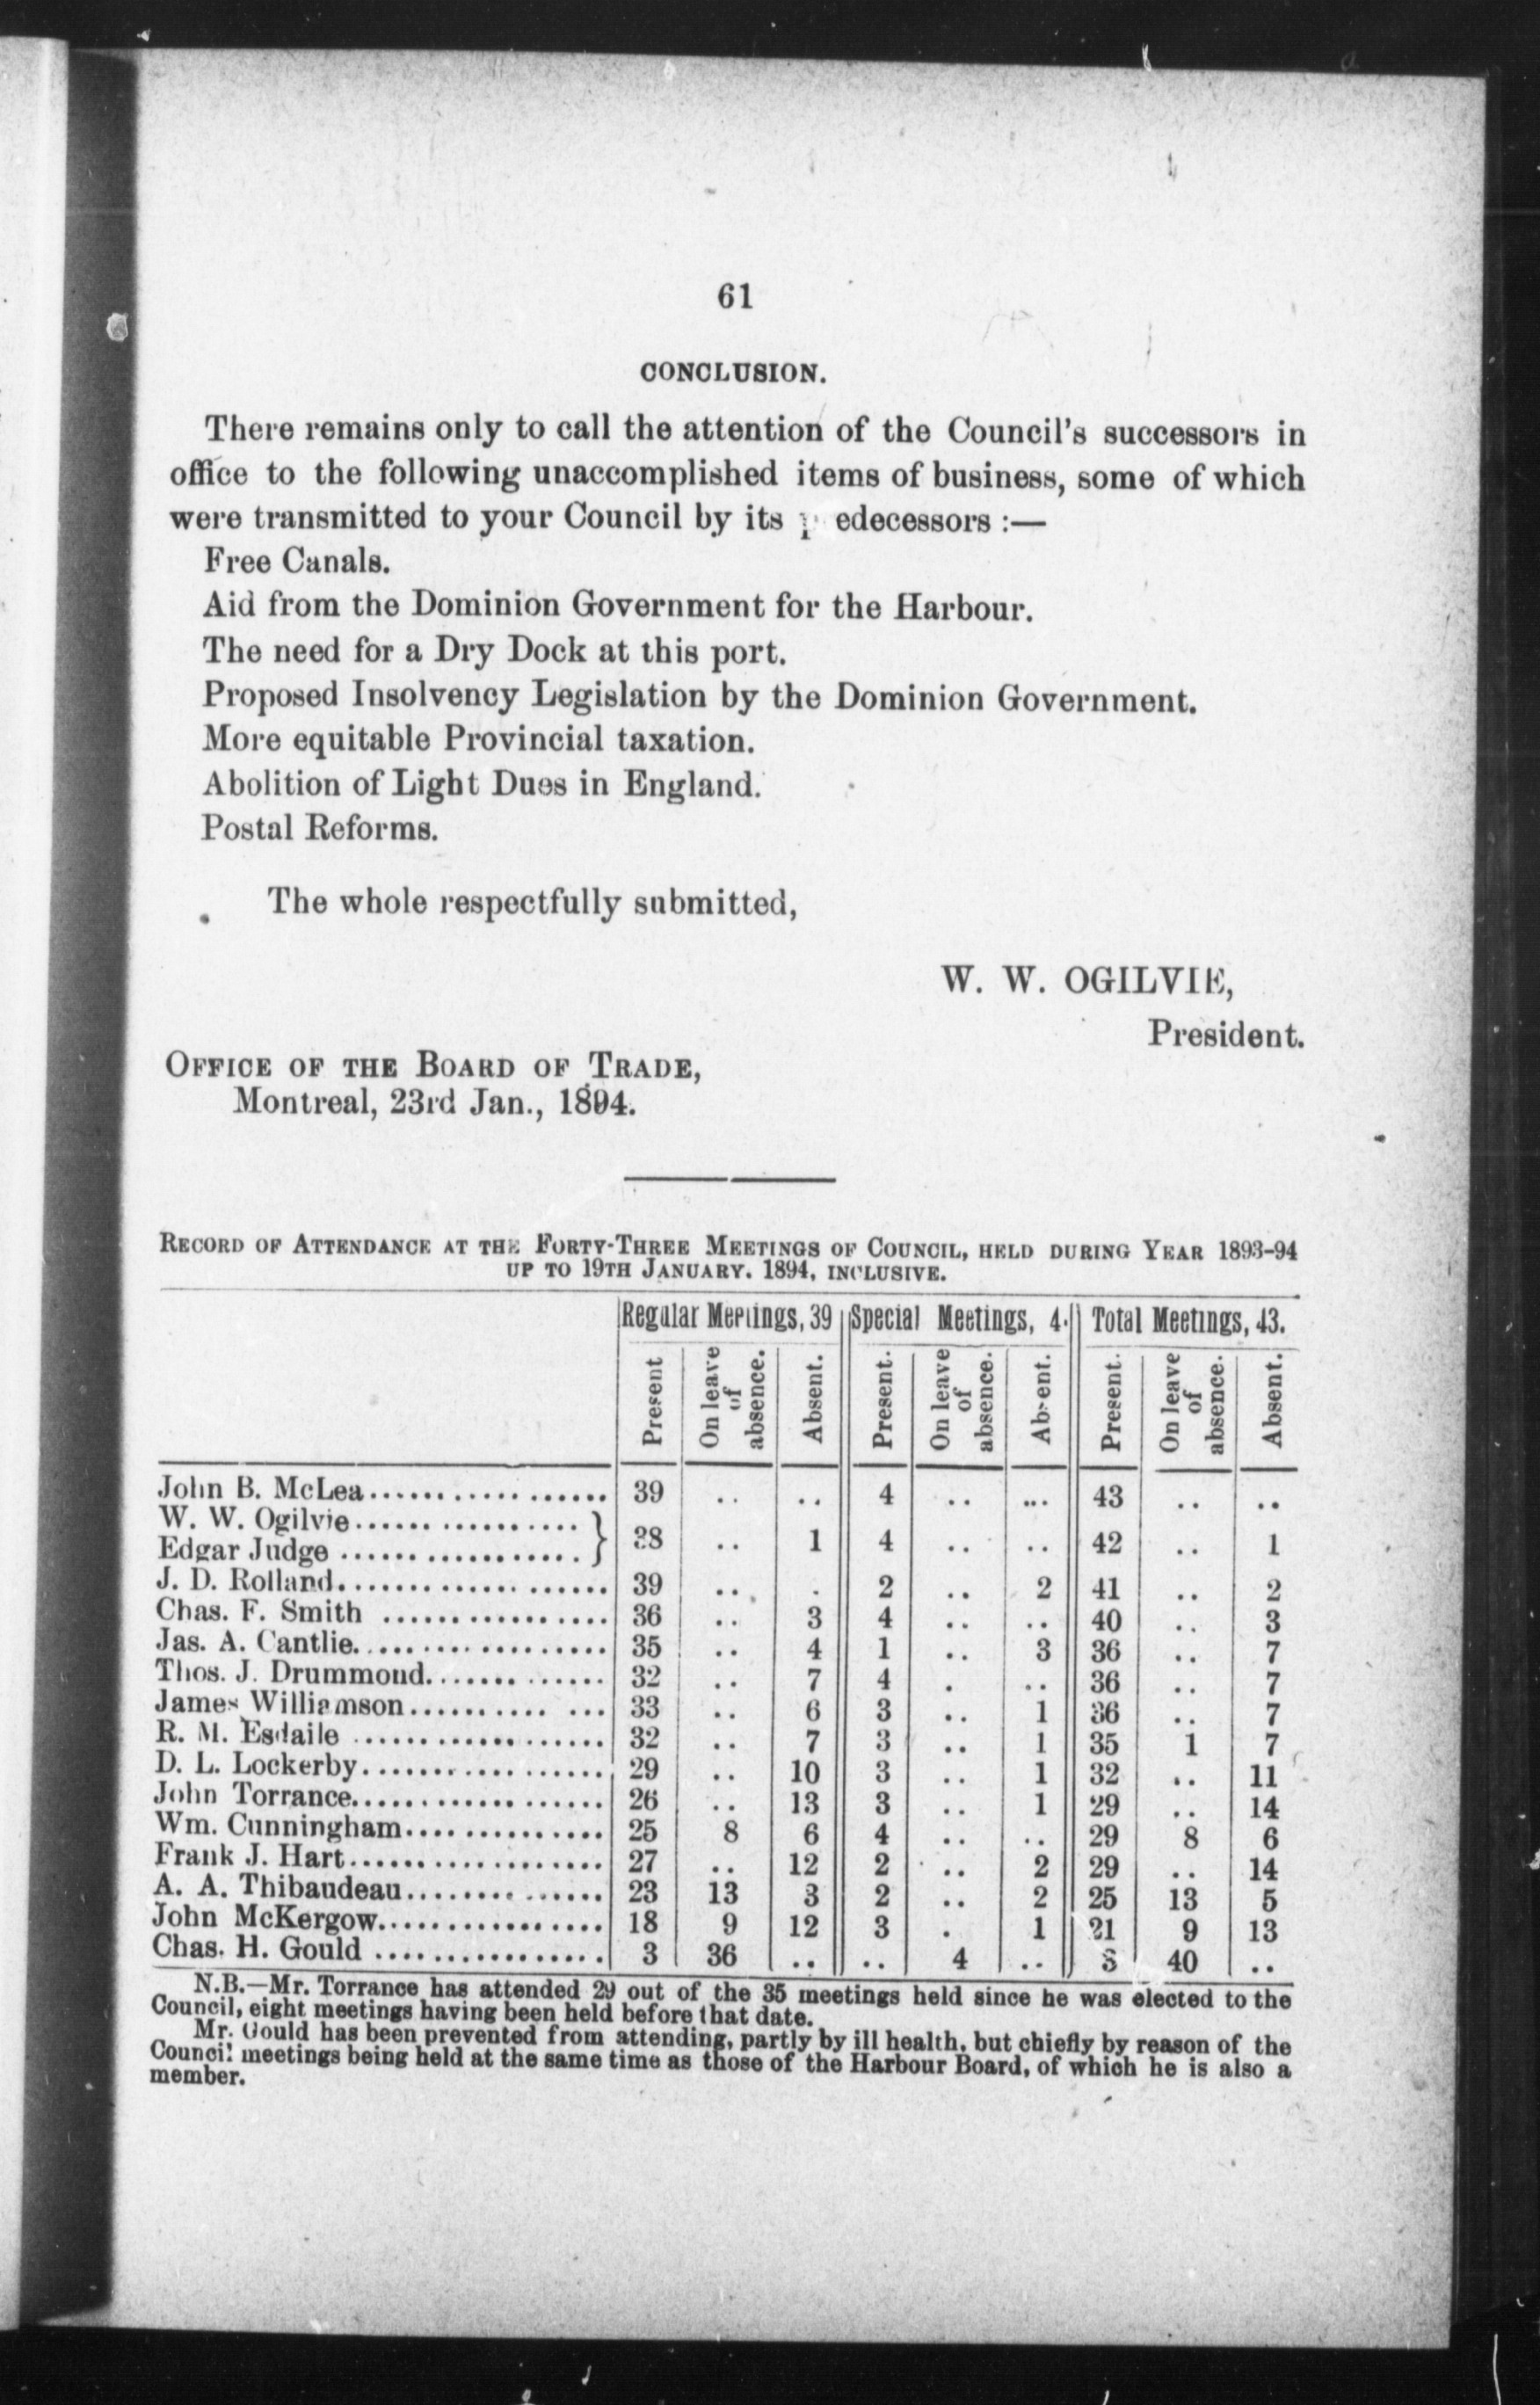 61
CONCLUSION.
There remains only to call the attention of the Council's successors in
office to the following unaccomplished items of business, some of which
were transmitted to your Council by its p edecessors :—
Free Canals.
Aid from the Dominion Government for the Harbour.
The need for a Dry Dock at this port.
Proposed Insolvency Legislation by the Dominion Government.
More equitable Provincial taxation.
Abolition of Light Dues in England.
Postal Reforms.
The whole respectfully submitted,
W. W. OGILVIE,
President.
OFFICE OF THE BOARD OF TRADE,
Montreal, 23rd Jan., 1894.
RECORD OF ATTENDANCE AT THE FORTY-THREE MEETINGS OF COUNCIL, HELD DURING YEAR 1893-94
UP TO 19TH JANUARY. 1894, INCLUSIVE.
Regular Meetings, 39 Special Meetings, 4. Total Meetings, 43.
Present On leave of absence. Absent. Present. On leave of absence. Absent. Present. On leave of absence. Absent.
John B. McLea.................. 39 .. .. 4 .. ... 43 .. ..
W. W. Ogilvie..................
Edgar Judge .................. } 38 .. 1 4 .. .. 42 .. 1
J. D. Rolland.................. 39 .. . 2 .. 2 41 .. 2
Chas. F. Smith .................. 36 .. 3 4 .. .. 40 .. 3
Jas. A. Cantlie.................. 35 .. 4 1 .. 3 36 .. 7
Thos. J. Drummond.............. 32 .. 7 4 . .. 36 .. 7
James Williamson.......... ... 33 .. 6 3 .. 1 36 .. 7
R. M. Esdaile .................. 32 .. 7 3 .. 1 35 1 7
D. L. Lockerby.................. 29 .. 10 3 .. 1 32 .. 11
John Torrance.................. 26 .. 13 3 .. 1 29 .. 14
Wm. Cunningham............... 25 8 6 4 .. .. 29 8 6
Frank J. Hart.................. 27 .. 12 2 .. 2 29 .. 14
A. A. Thibaudeau............... 23 13 3 2 .. 2 25 13 5
John McKergow................. 18 9 12 3 . 1 21 9 13
Chas. H. Gould ................. 3 36 .. .. 4 .. 3 40 ..
N.B.—Mr. Torrance has attended 29 out of the 35 meetings held since he was elected to the
Council, eight meetings having been held before that date.
Mr. Gould has been prevented from attending, partly by ill health, but chiefly by reason of the
Council meetings being held at the same time as those of the Harbour Board, of which he is also a
member.